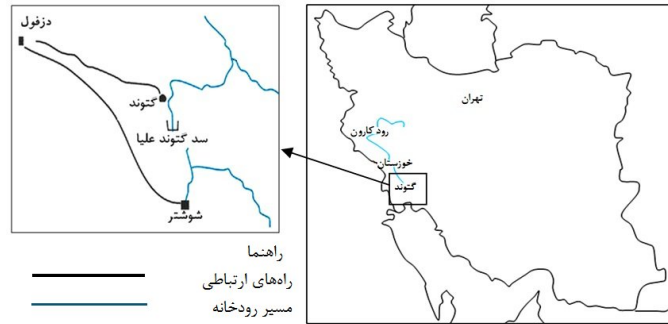 دزفول
گتوند
سد گتوند علیا
شوشتر
تهران
رود کارون
خوزستان
گتوند
راهنما
راه‌های ارتباطی
مسیر رودخانه